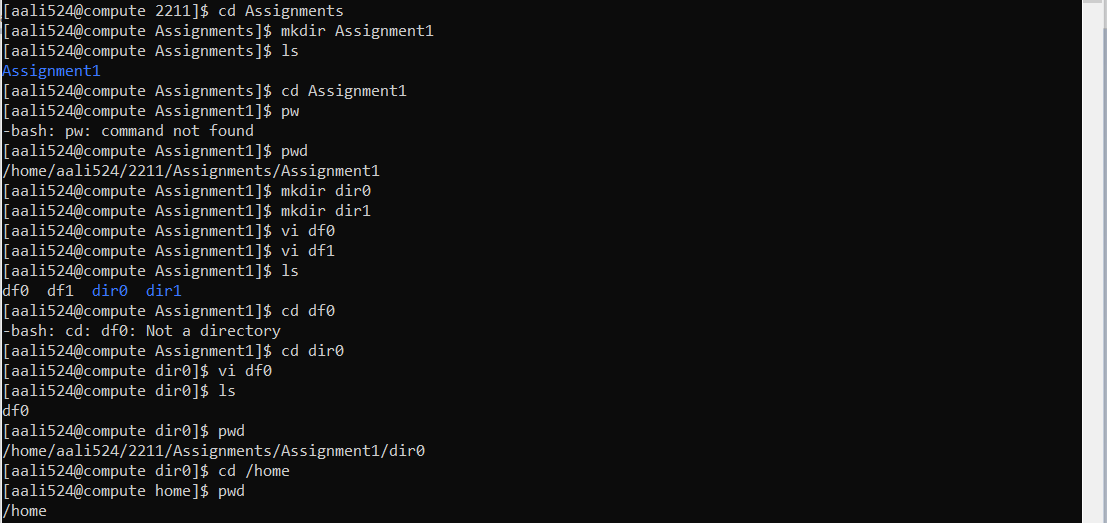 [aali524@compute 2211]$ cd Assignments
[aali524@compute Assignments]$ mkdir Assignment1
[aali524@compute Assignments]$ ls
Assignment1
[aali524@compute Assignments]$ cd Assignment1
[aali524@compute Assignment1]$ pw
-bash: pw: command not found
[aali524@compute Assignment1]$ pwd
/home/aali524/2211/Assignments/Assignment1
[aali524@compute Assignment1]$ mkdir dir0
[aali524@compute Assignment1]$ mkdir dir1
[aali524@compute Assignment1]$ vi df0
[aali524@compute Assignment1]$ vi df1
[aali524@compute Assignment1]$ ls
df0  df1  dir0  dir1
[aali524@compute Assignment1]$ cd df0
-bash: cd: df0: Not a directory
[aali524@compute Assignment1]$ cd dir0
[aali524@compute dir0]$ vi df0
[aali524@compute dir0]$ ls
df0
[aali524@compute dir0]$ pwd
/home/aali524/2211/Assignments/Assignment1/dir0
[aali524@compute dir0]$ cd /home
[aali524@compute home]$ pwd
/home